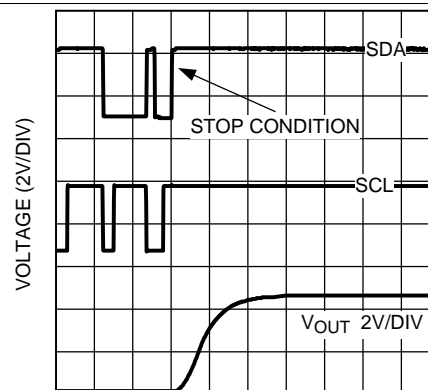 SDA
STOP CONDITION
VOLTAGE (2V/DIV)
SCL
VOUT 2V/DIV